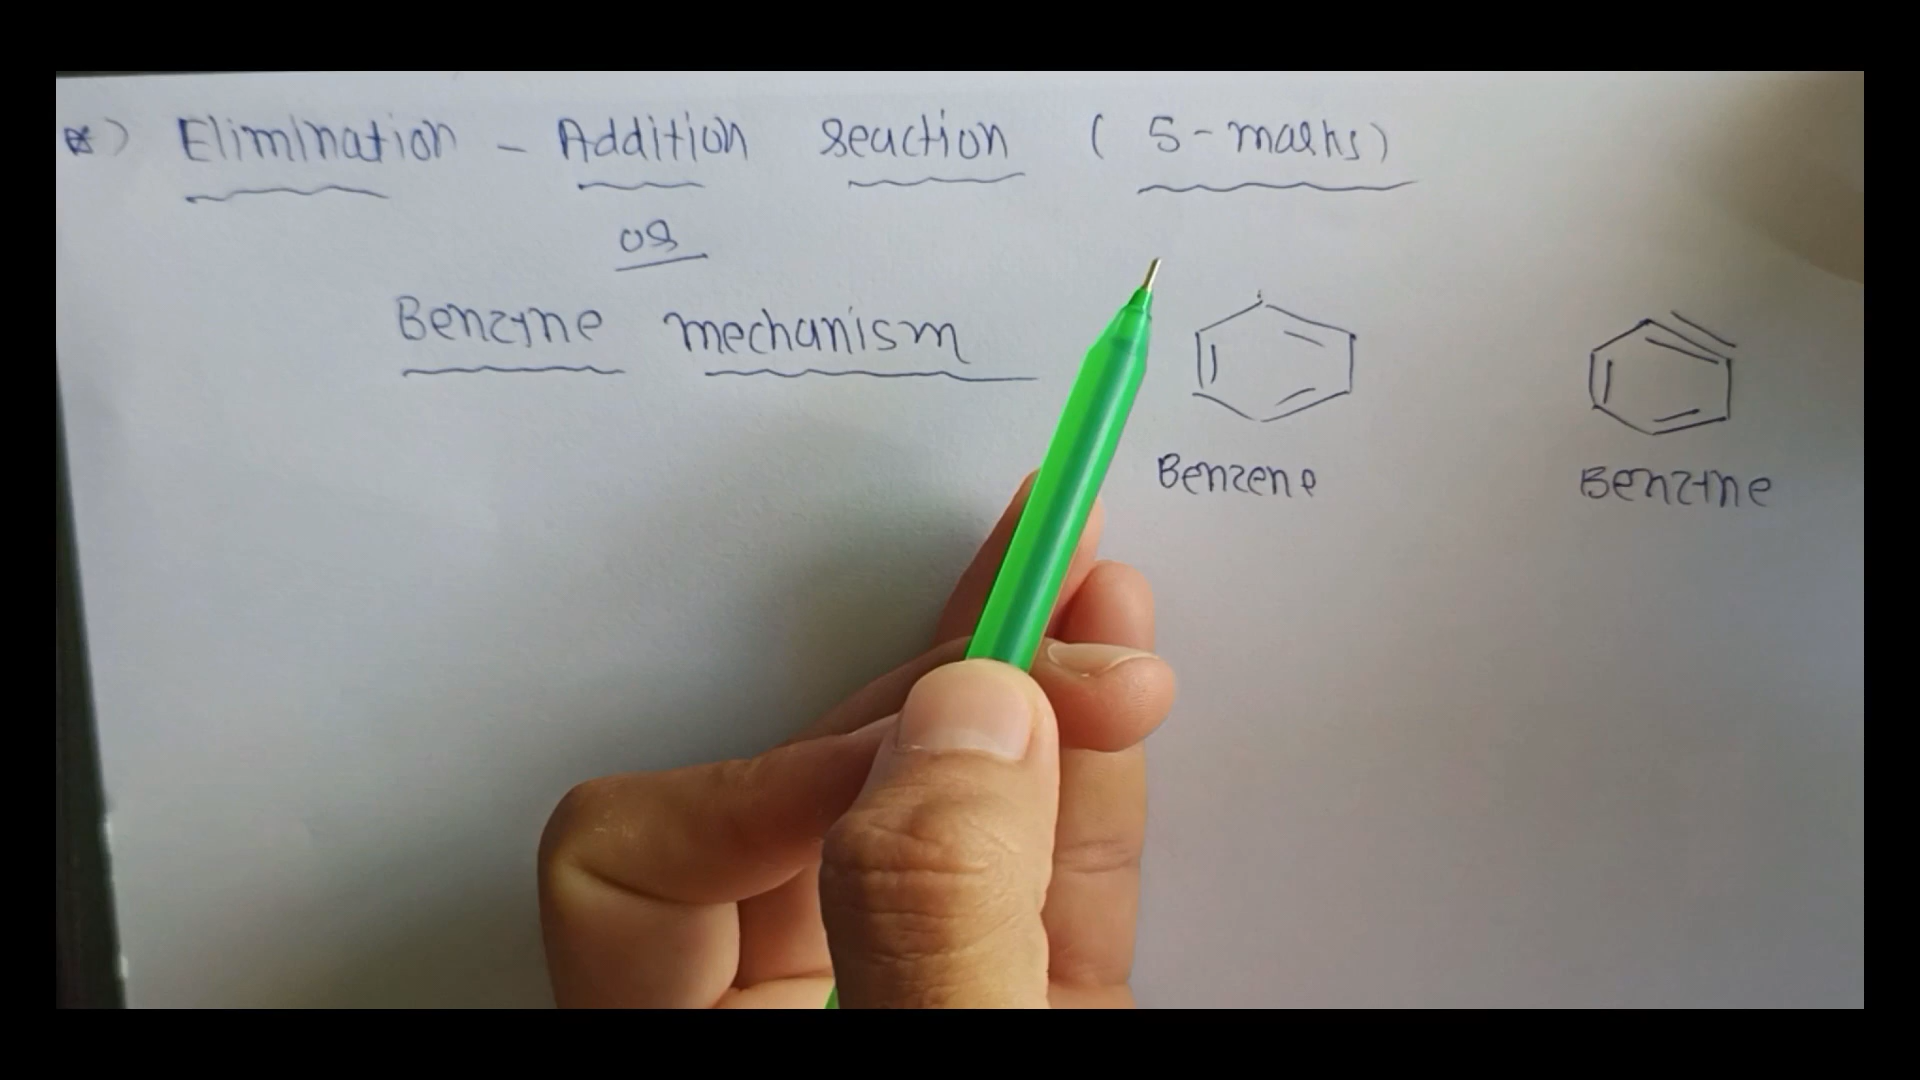 *) Elimination - Addition reaction ( 5-marks)
or
Benzyne mechanism
Benzene
Benzyne